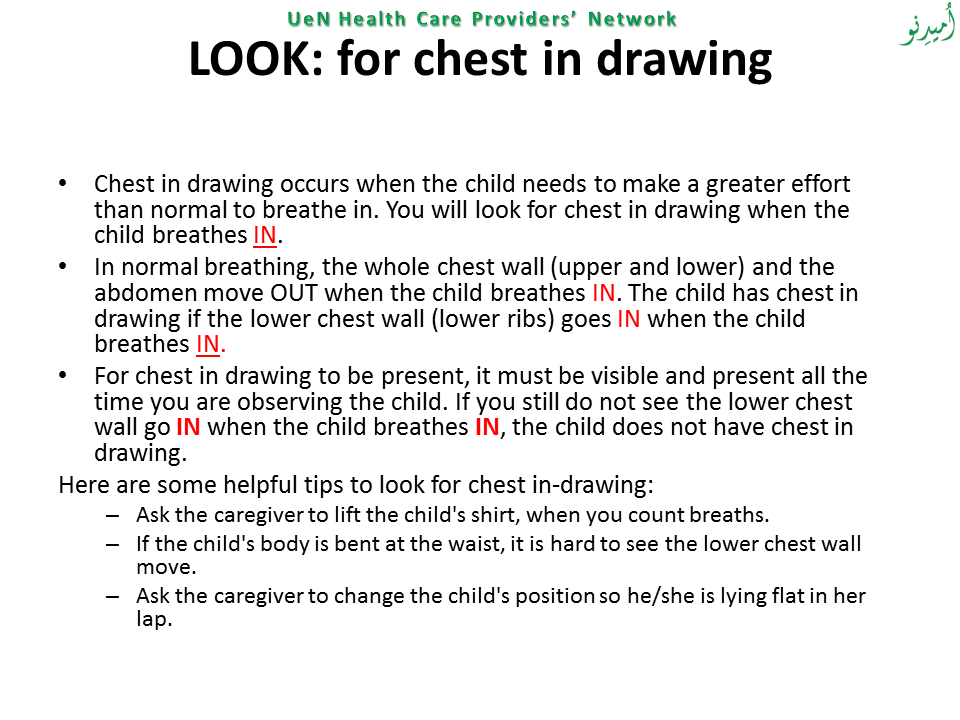 UeN Health Care Providers’ Network
اُميدِنو
LOOK: for chest in drawing
• Chest in drawing occurs when the child needs to make a greater effort
than normal to breathe in. You will look for chest in drawing when the
child breathes IN.
• In normal breathing, the whole chest wall (upper and lower) and the
abdomen move OUT when the child breathes IN. The child has chest in
drawing if the lower chest wall (lower ribs) goes IN when the child
breathes IN.
• For chest in drawing to be present, it must be visible and present all the
time you are observing the child. If you still do not see the lower chest
wall go IN when the child breathes IN, the child does not have chest in
drawing.
Here are some helpful tips to look for chest in-drawing:
– Ask the caregiver to lift the child's shirt, when you count breaths.
– If the child's body is bent at the waist, it is hard to see the lower chest wall
move.
– Ask the caregiver to change the child's position so he/she is lying flat in her
lap.